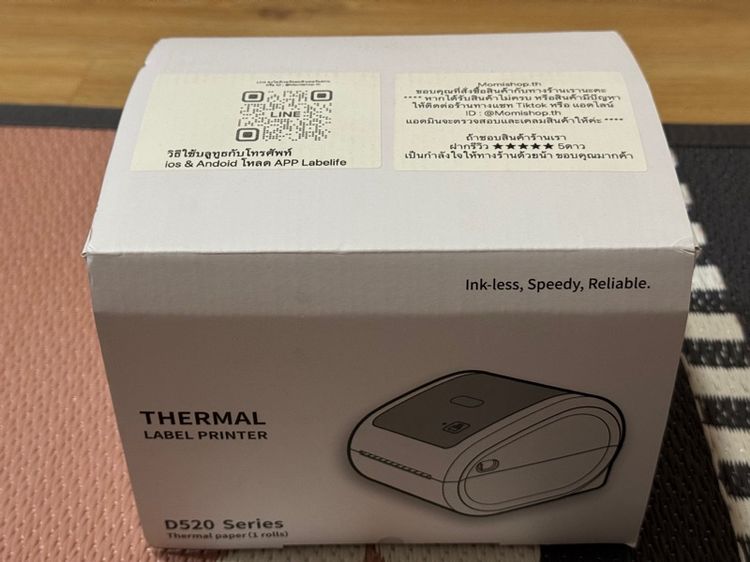 LINE
วิธีใช้บลูทูธกับโทรศัพท์
ios & Andoid โหลด APP Labelife
Momishop.th
ขอบคุณที่สั่งซื้อสินค้ากับทางร้านเรานะคะ
**** หากได้รับสินค้าไม่ครบ หรือสินค้ามีปัญหา
ให้ติดต่อร้านทางแชท Tiktok หรือ แอดไลน์
ID : @Momishop.th
แอดมินจะตรวจสอบและเคลมสินค้าให้ค่ะ ****
ถ้าชอบสินค้าร้านเรา
ฝากรีวิว ★★★★★ 5ดาว
เป็นกำลังใจให้ทางร้านด้วยน้า ขอบคุณมากค้า
Ink-less, Speedy, Reliable.
THERMAL
LABEL PRINTER
D520 Series
Thermal paper(1 rolls)